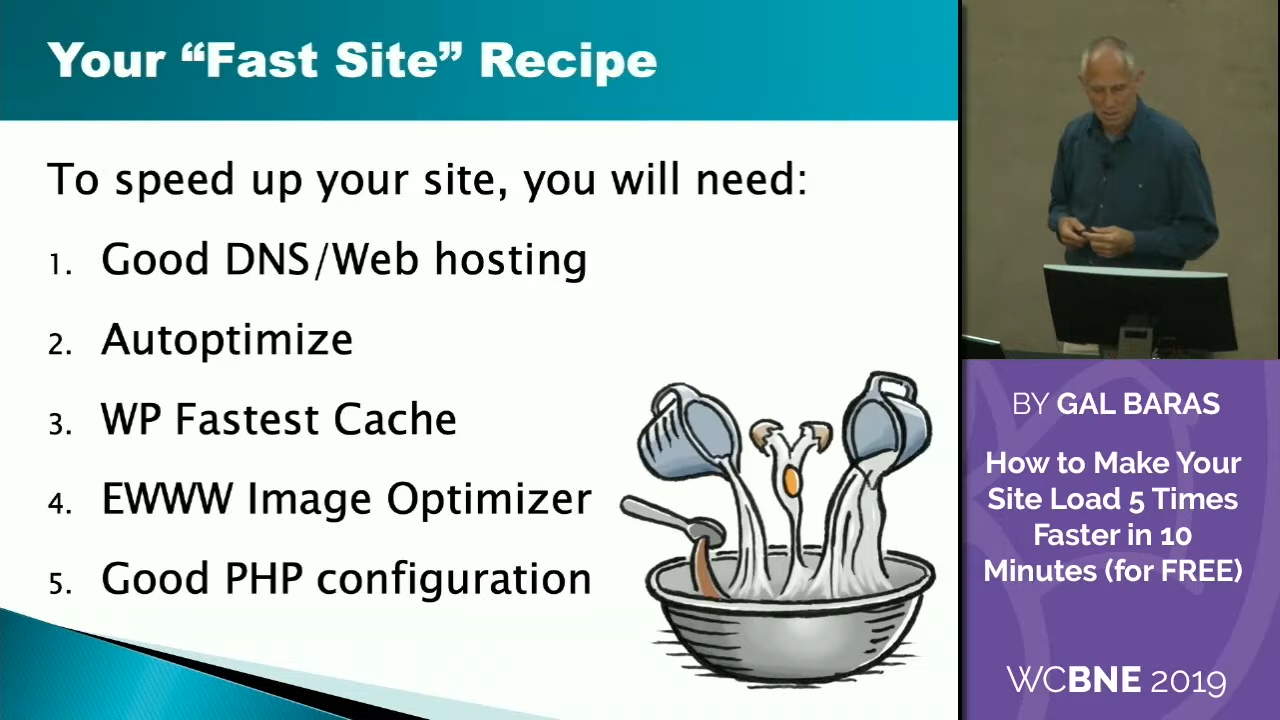 Your “Fast Site” Recipe
To speed up your site, you will need:
1. Good DNS/Web hosting
2. Autoptimize
3. WP Fastest Cache
4. EWWW Image Optimizer
5. Good PHP configuration
BY GAL BARAS
How to Make Your
Site Load 5 Times
Faster in 10
Minutes (for FREE)
WCBNE 2019